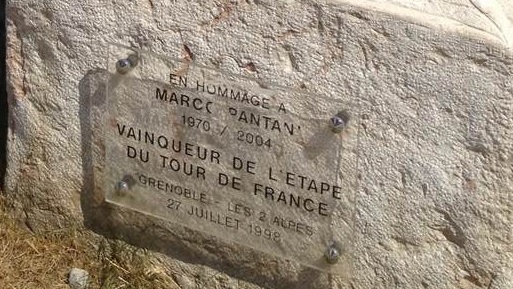 EN HOMMAGE A
MARCO PANTANI
1970 / 2004
VAINQUEUR DE L'ETAPE
DU TOUR DE FRANCE
GRENOBLE - LES 2 ALPES
27 JUILLET 1998